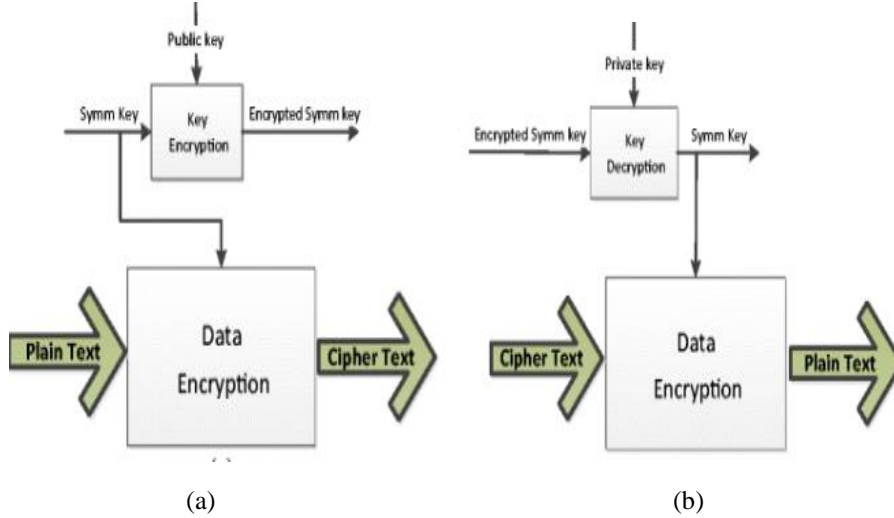 Public key
Symm Key
Key
Encryption
Encrypted Symm key
Plain Text
Data
Encryption
Cipher Text
(a)
Private key
Encrypted Symm key
Key
Decryption
Symm Key
Cipher Text
Data
Encryption
Plain Text
(b)